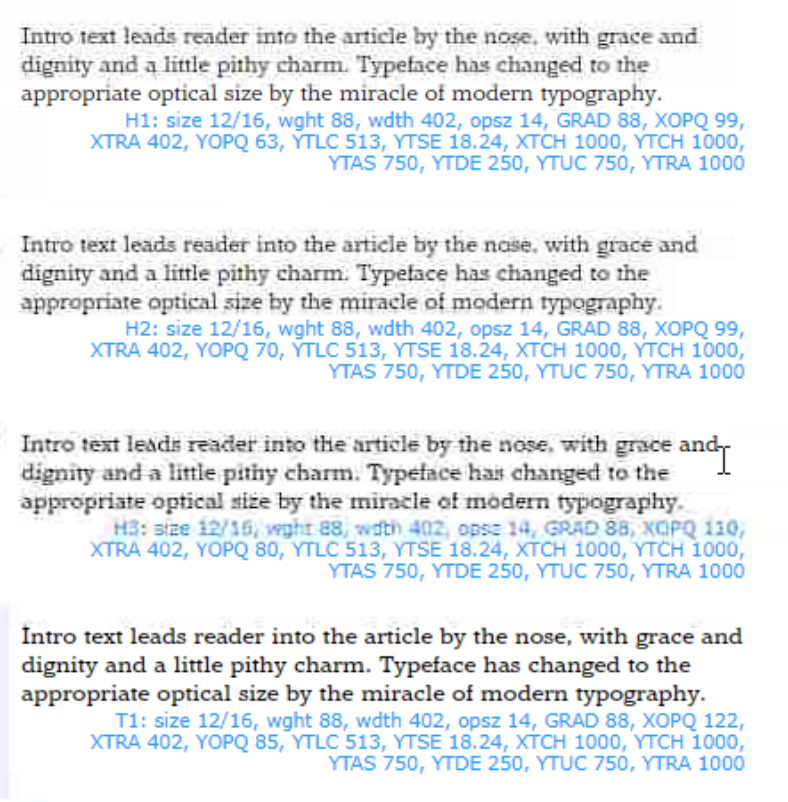 Intro text leads reader into the article by the nose, with grace and
dignity and a little pithy charm. Typeface has changed to the
appropriate optical size by the miracle of modern typography.
H1: size 12/16, wght 88, wdth 402, opsz 14, GRAD 88, XOPQ 99,
XTRA 402, YOPQ 63, YTLC 513, YTSE 18.24, XTCH 1000, YTCH 1000,
YTAS 750, YTDE 250, YTUC 750, YTRA 1000
Intro text leads reader into the article by the nose, with grace and
dignity and a little pithy charm. Typeface has changed to the
appropriate optical size by the miracle of modern typography.
H2: size 12/16, wght 88, wdth 402, opsz 14, GRAD 88, XOPQ 99,
XTRA 402, YOPQ 70, YTLC 513, YTSE 18.24, XTCH 1000, YTCH 1000,
YTAS 750, YTDE 250, YTUC 750, YTRA 1000
Intro text leads reader into the article by the nose, with grace and
dignity and a little pithy charm. Typeface has changed to the
appropriate optical size by the miracle of modern typography.
H3: size 12/16, wght 88, wdth 402, opsz 14, GRAD 88, XOPQ 110,
XTRA 402, YOPQ 80, YTLC 513, YTSE 18.24, XTCH 1000, YTCH 1000,
YTAS 750, YTDE 250, YTUC 750, YTRA 1000
Intro text leads reader into the article by the nose, with grace and
dignity and a little pithy charm. Typeface has changed to the
appropriate optical size by the miracle of modern typography.
T1: size 12/16, wght 88, wdth 402, opsz 14, GRAD 88, XOPQ 122,
XTRA 402, YOPQ 85, YTLC 513, YTSE 18.24, XTCH 1000, YTCH 1000,
YTAS 750, YTDE 250, YTUC 750, YTRA 1000